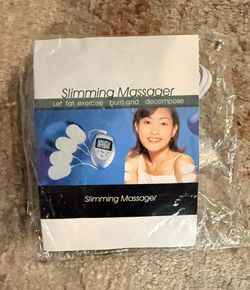 Slimming Massager
Let fat exercise burn and decompose
Slimming Massager